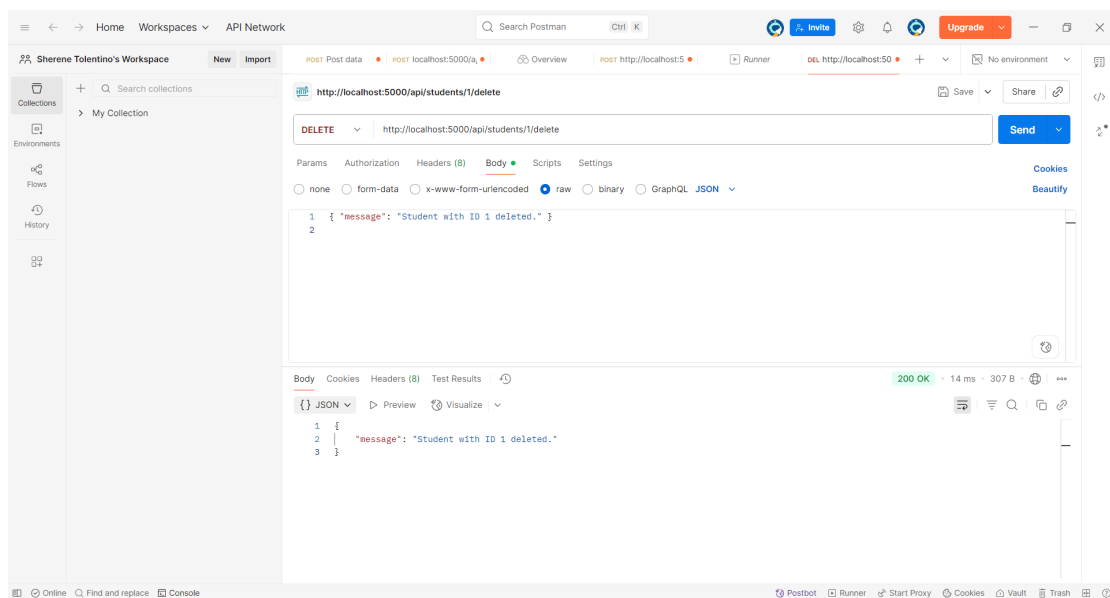 Home Workspaces API Network Search Postman Ctrl K Invite Upgrade
Sherene Tolentino's Workspace New Import POST Post data POST localhost:5000/a, Overview POST http://localhost:5 Runner DEL http://localhost:50 No environment
Collections
Environments
Flows
History
Search collections
My Collection
http://localhost:5000/api/students/1/delete Save Share
DELETE http://localhost:5000/api/students/1/delete Send
Params Authorization Headers (8) Body Scripts Settings Cookies
none form-data x-www-form-urlencoded raw binary GraphQL JSON Beautify
1 { "message": "Student with ID 1 deleted." }
2
Body Cookies Headers (8) Test Results 200 OK 14 ms 307 B
{} JSON Preview Visualize
1 {
2 "message": "Student with ID 1 deleted."
3 }
Online Find and replace Console Postbot Runner Start Proxy Cookies Vault Trash